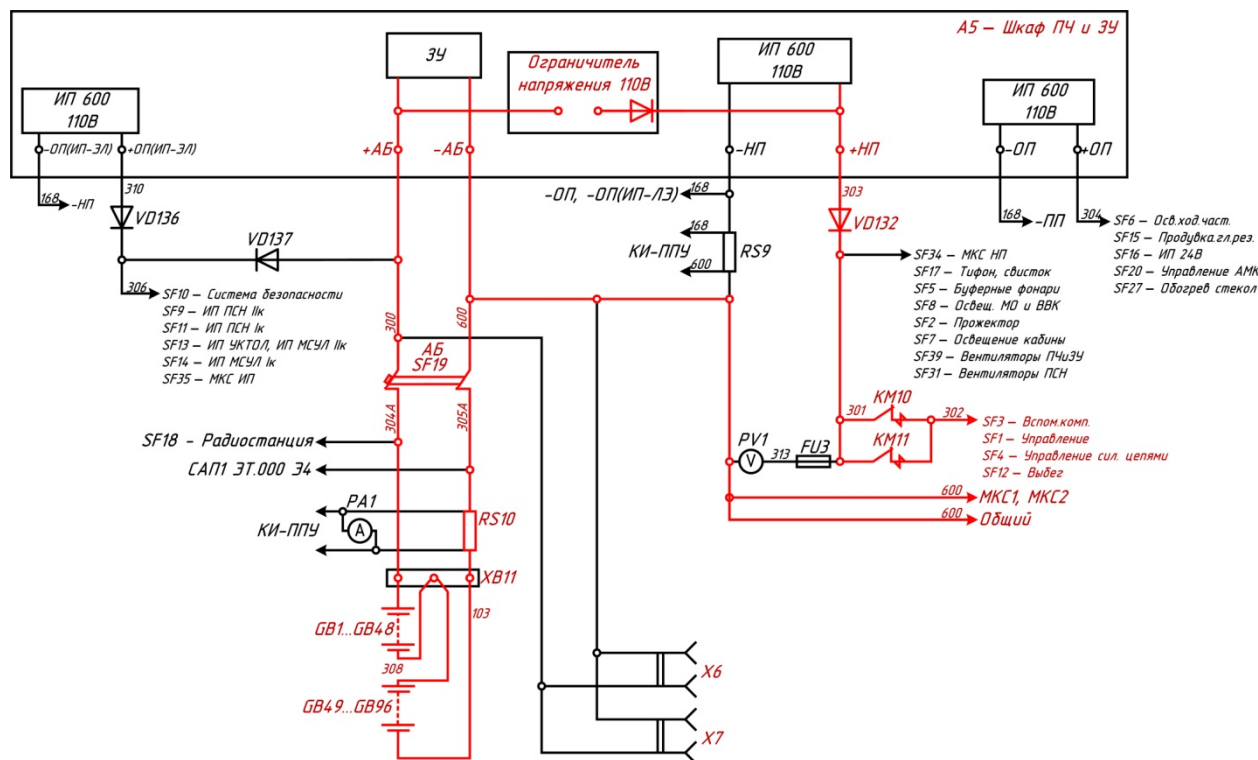 А5 – Шкаф ПЧ и ЗУ
ЗУ
Ограничитель
напряжения 110В
ИП 600
110В
ИП 600
110В
ИП 600
110В
-ОП(ИП-ЭЛ)
+ОП(ИП-ЭЛ)
+АБ
-АБ
-НП
+НП
-ОП
+ОП
168
-НП
310
VD136
-ОП, -ОП(ИП-ЛЭ)
168
303
VD132
168
-ПП
304
SF6 – Осв.ход.част.
SF15 – Продувка.гл.рез.
SF16 – ИП 24В
SF20 – Управление АМК
SF27 – Обогрев стекол
VD137
КИ-ППУ
168
600
RS9
SF34 – МКС НП
SF17 – Тифон, свисток
SF5 – Буферные фонари
SF8 – Освещ. МО и ВВК
SF2 – Прожектор
SF7 – Освещение кабины
SF39 – Вентиляторы ПЧиЗУ
SF31 – Вентиляторы ПСН
306
SF10 – Система безопасности
SF9 – ИП ПСН IIк
SF11 – ИП ПСН Iк
SF13 – ИП УКТОЛ, ИП МСУЛ IIк
SF14 – ИП МСУЛ Iк
SF35 – МКС ИП
300
600
АБ
SF19
304А
305А
SF18 - Радиостанция
САП1 ЭТ.000 Э4
301
КМ10
302
КМ11
SF3 – Вспом.комп.
SF1 – Управление
SF4 – Управление сил. цепями
SF12 – Выбег
PV1
V
313
FU3
600
МКС1, МКС2
600
Общий
РА1
А
КИ-ППУ
RS10
ХВ11
103
GB1...GB48
308
GB49...GB96
Х6
Х7